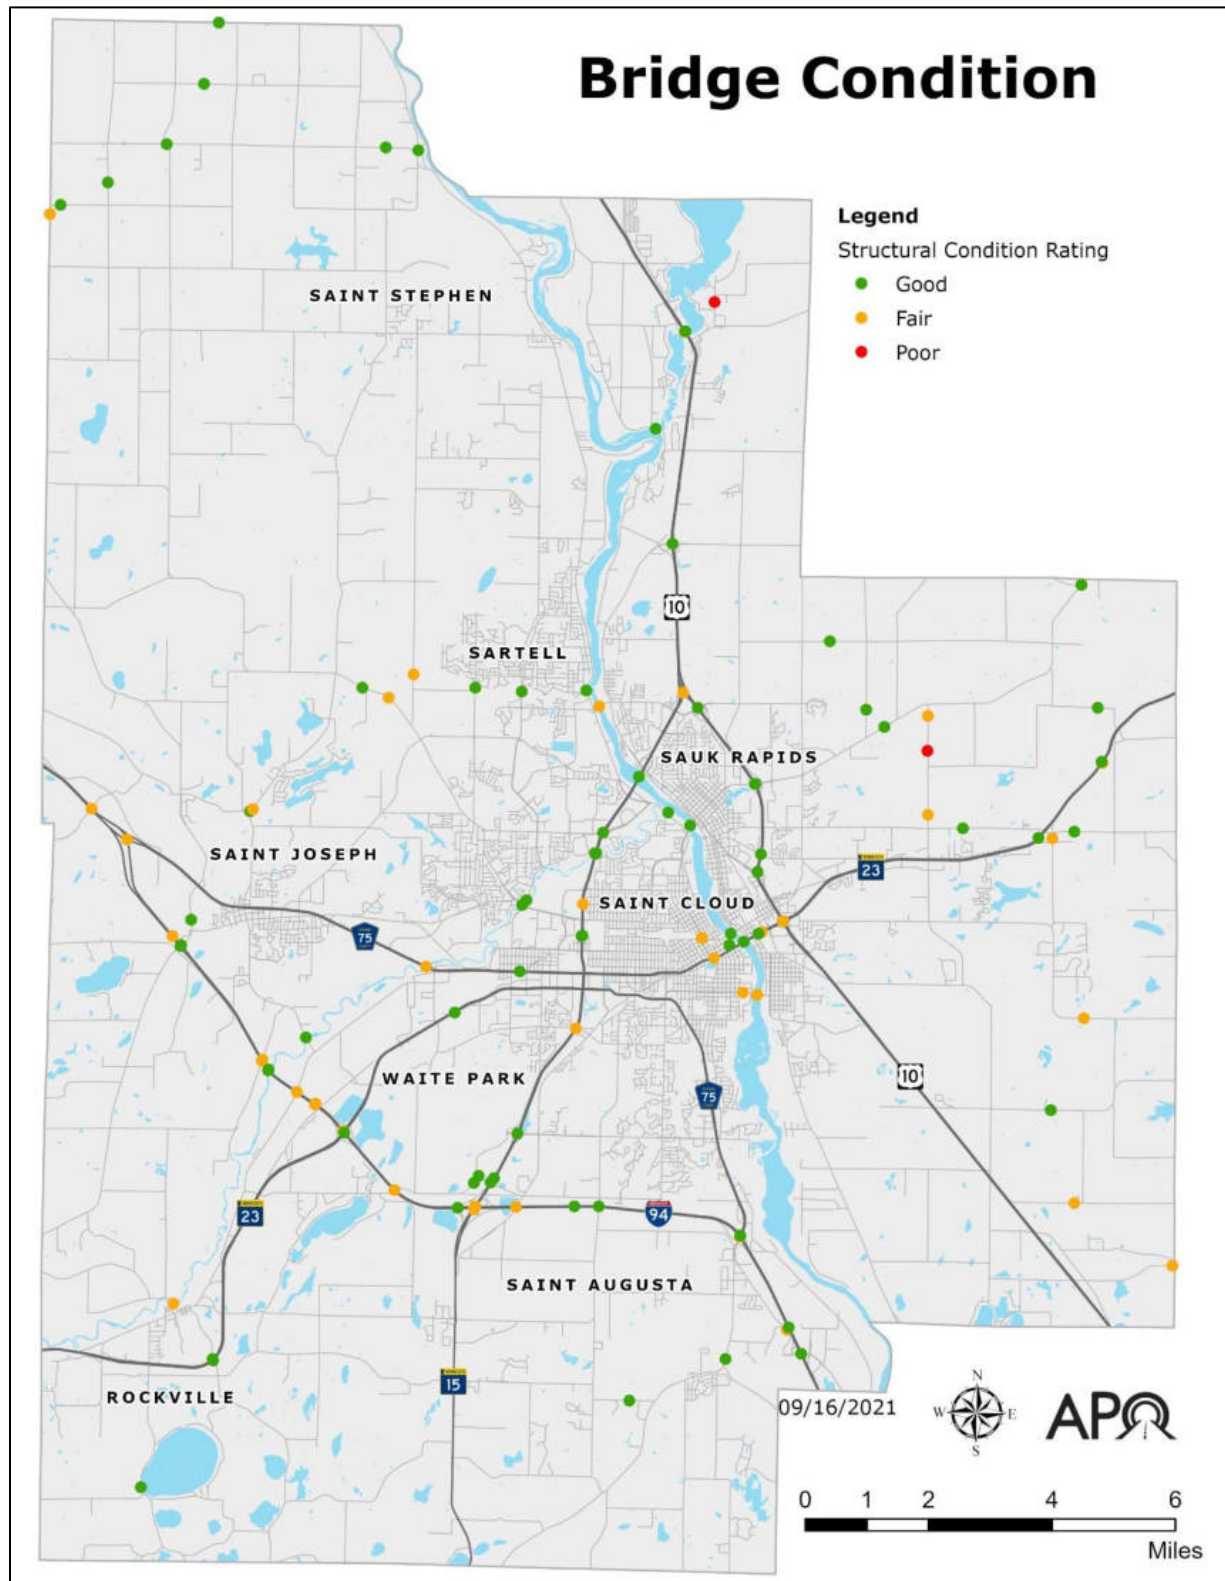 Bridge Condition
Legend
Structural Condition Rating
Good
Fair
Poor
SAINT STEPHEN
10
SARTELL
SAUK RAPIDS
SAINT JOSEPH
23
SAINT CLOUD
75
WAITE PARK
10
75
23
94
SAINT AUGUSTA
15
ROCKVILLE
09/16/2021
N
W E
S
APO
0 1 2 4 6
Miles